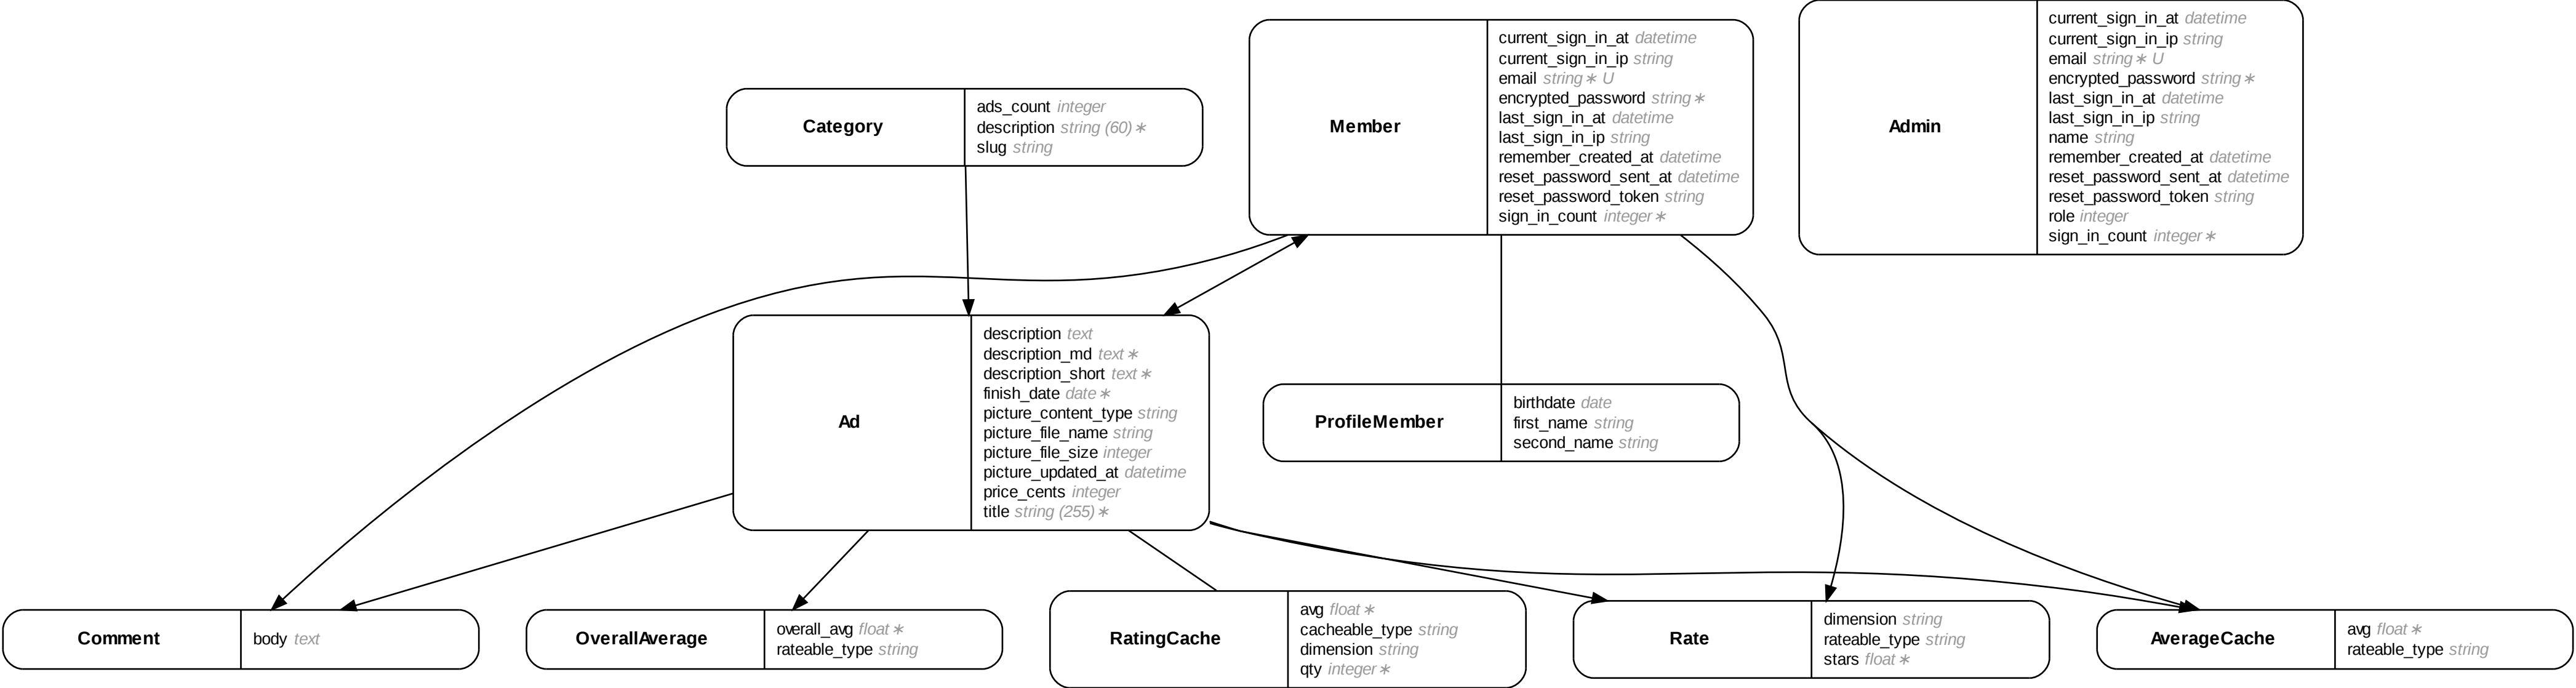 Category
ads_count integer
description string (60) ∗
slug string
Member
current_sign_in_at datetime
current_sign_in_ip string
email string ∗ U
encrypted_password string ∗
last_sign_in_at datetime
last_sign_in_ip string
remember_created_at datetime
reset_password_sent_at datetime
reset_password_token string
sign_in_count integer ∗
Admin
current_sign_in_at datetime
current_sign_in_ip string
email string ∗ U
encrypted_password string ∗
last_sign_in_at datetime
last_sign_in_ip string
name string
remember_created_at datetime
reset_password_sent_at datetime
reset_password_token string
role integer
sign_in_count integer ∗
Ad
description text
description_md text ∗
description_short text ∗
finish_date date ∗
picture_content_type string
picture_file_name string
picture_file_size integer
picture_updated_at datetime
price_cents integer
title string (255) ∗
ProfileMember
birthdate date
first_name string
second_name string
Comment
body text
OverallAverage
overall_avg float ∗
rateable_type string
RatingCache
avg float ∗
cacheable_type string
dimension string
qty integer ∗
Rate
dimension string
rateable_type string
stars float ∗
AverageCache
avg float ∗
rateable_type string